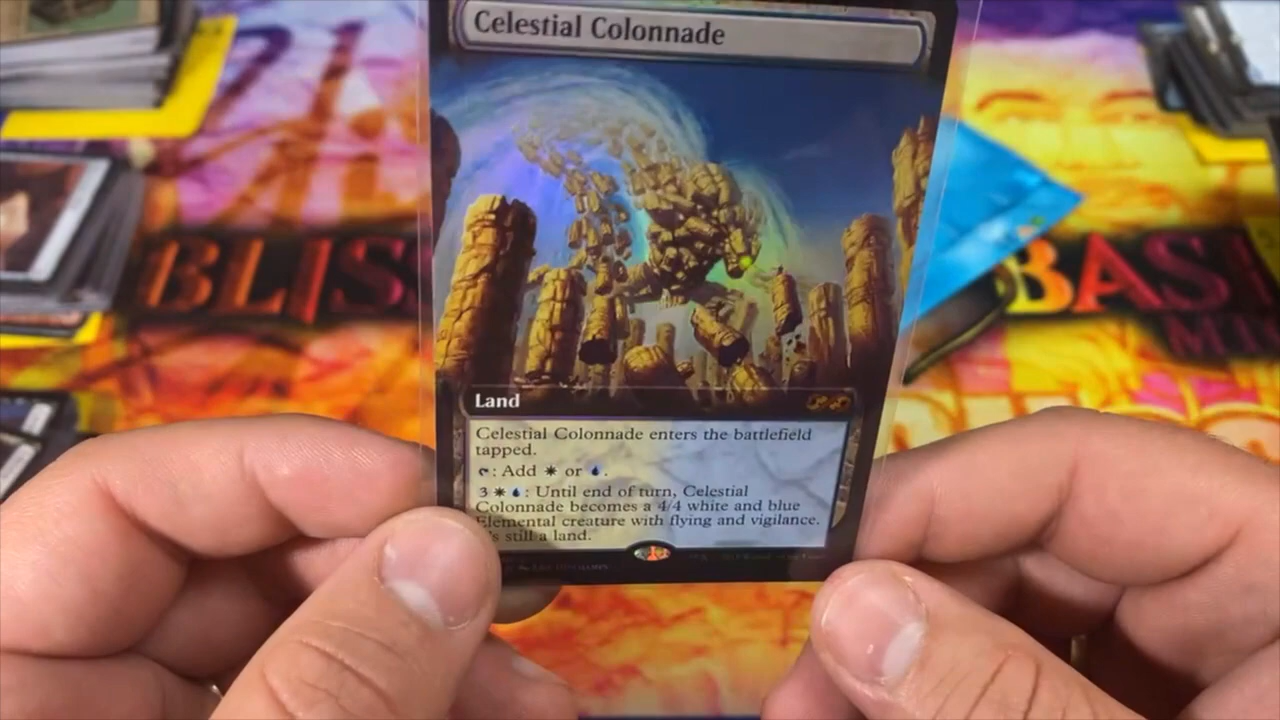 Celestial Colonnade
BLIS
BAS
Land
Celestial Colonnade enters the battlefield
tapped.
: Add or .
3 : Until end of turn, Celestial
Colonnade becomes a 4/4 white and blue
Elemental creature with flying and vigilance.
still a land.